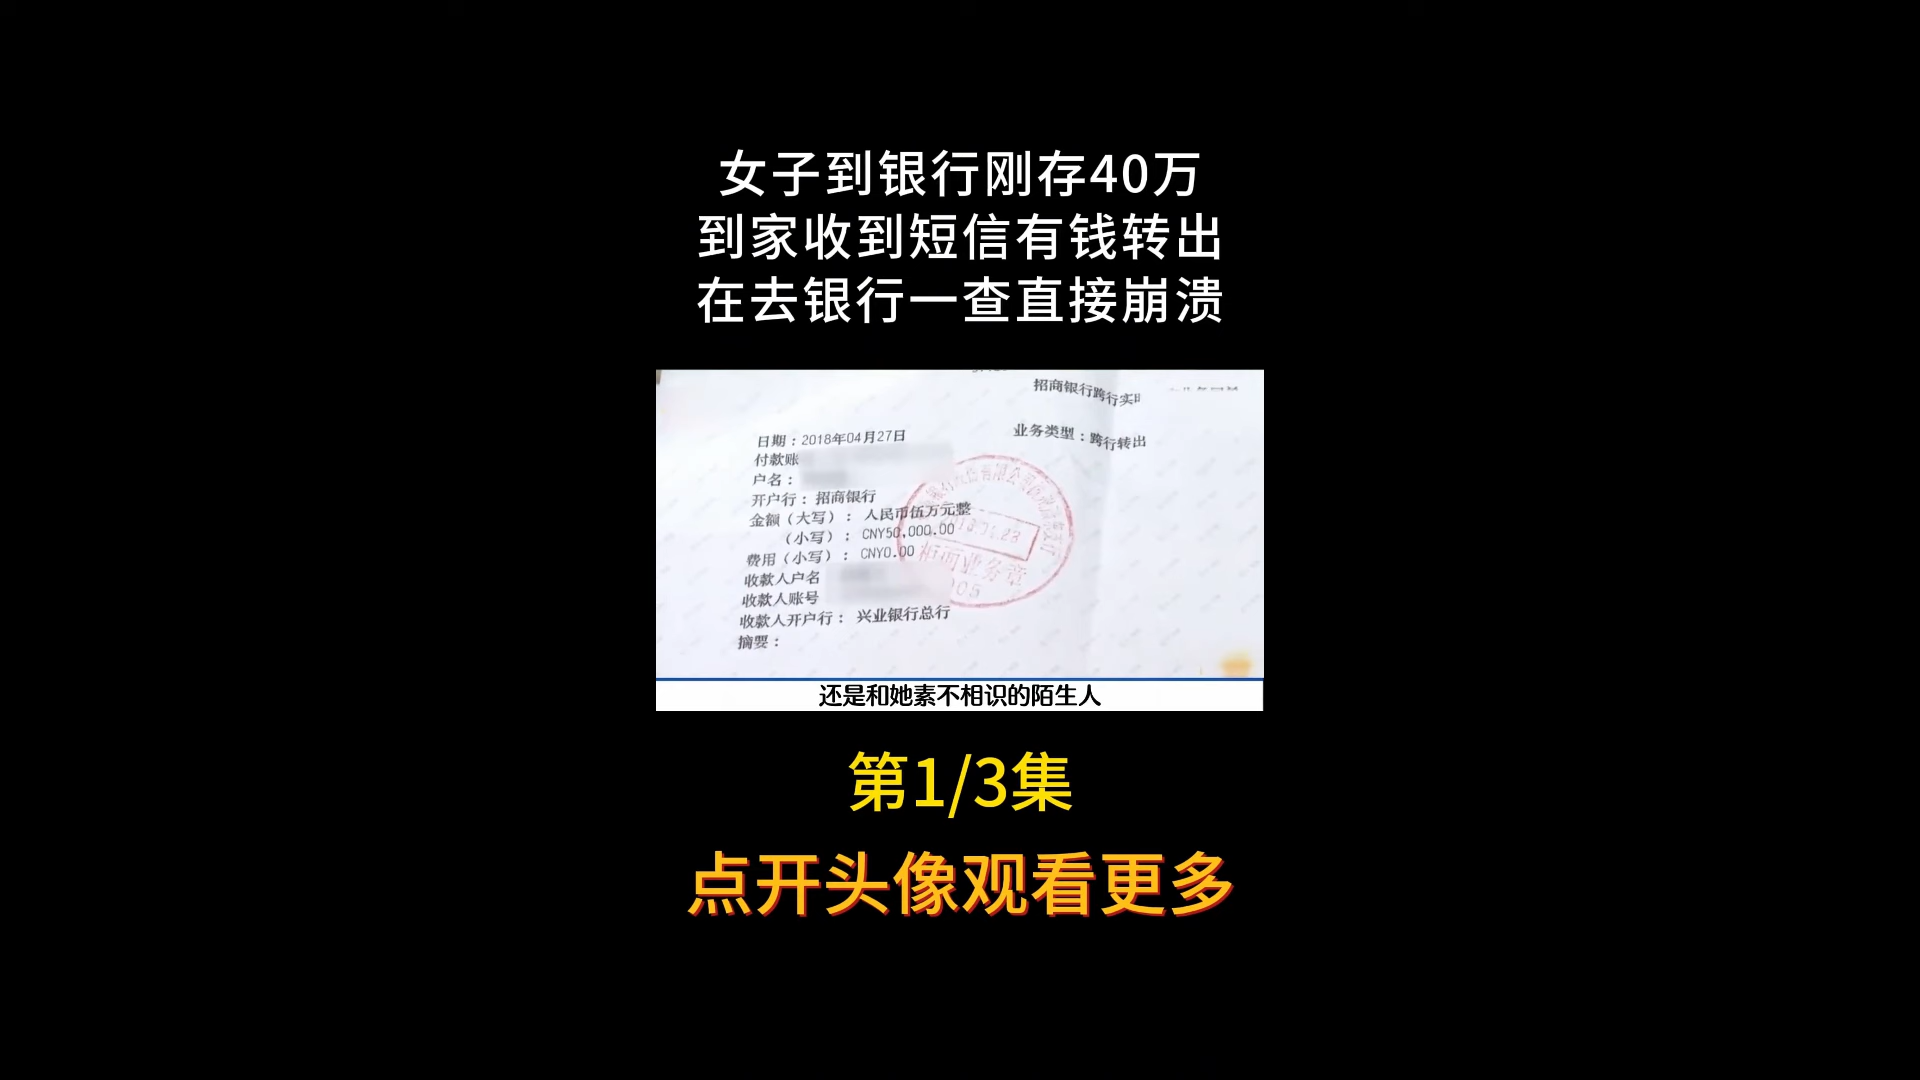 女子到银行刚存40万
到家收到短信有钱转出
在去银行一查直接崩溃
招商银行跨行实时
日期：2018年04月27日
业务类型：跨行转出
付款账
户名：
开户行：招商银行
金额（大写）：人民币伍万元整
（小写）：CNY50,000.00
费用（小写）：CNY0.00
收款人户名
收款人账号
收款人开户行：兴业银行总行
摘要：
柜面业务章
还是和她素不相识的陌生人
第1/3集
点开头像观看更多